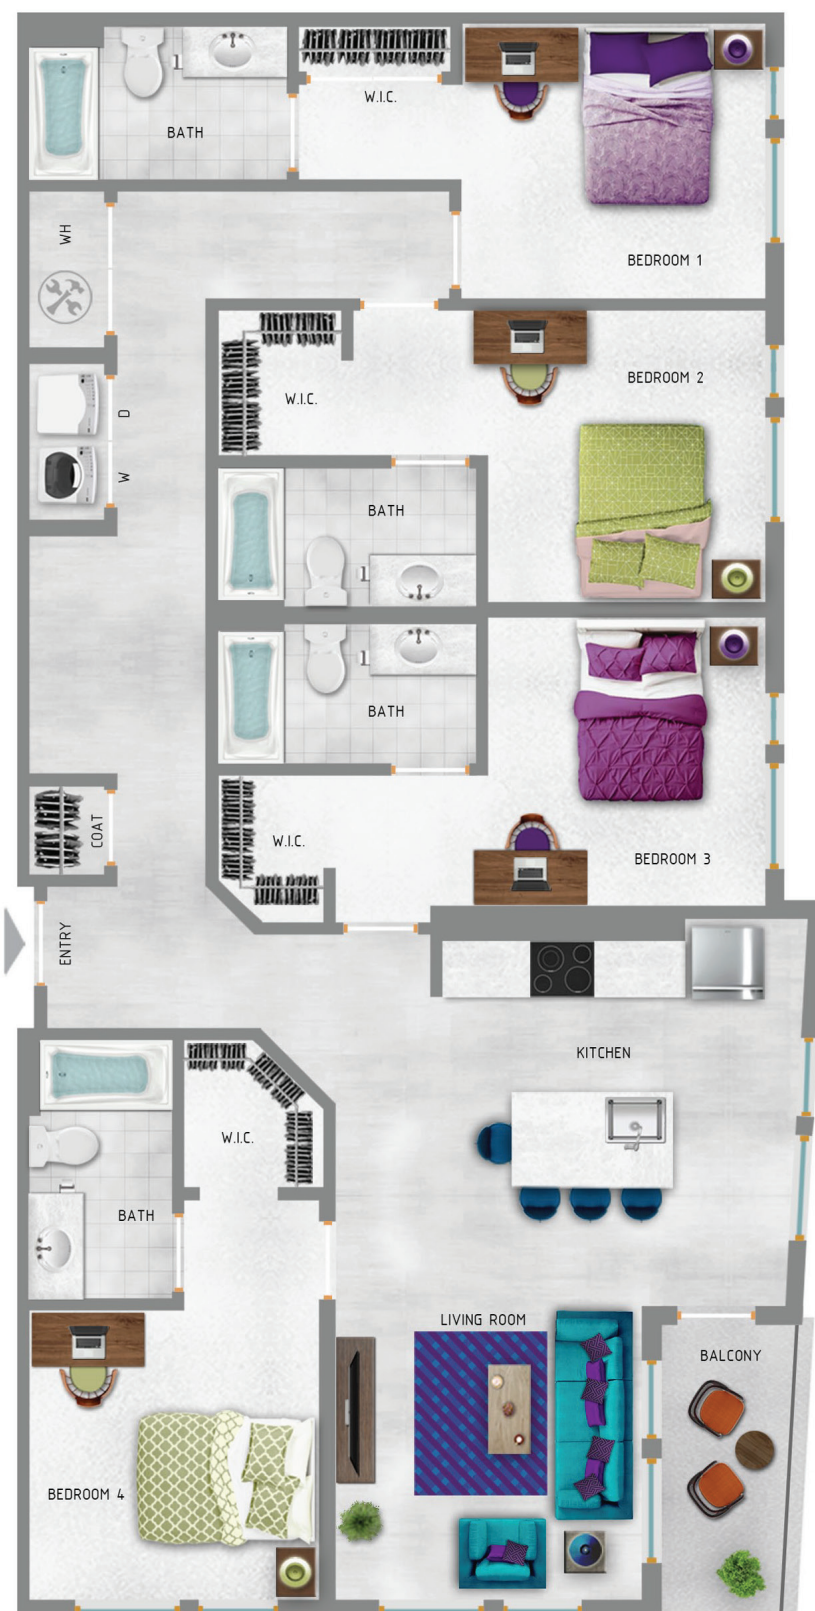 W.I.C.
BATH
WH
BEDROOM 1
BEDROOM 2
W.I.C.
D
W
BATH
BATH
COAT
W.I.C.
BEDROOM 3
ENTRY
KITCHEN
W.I.C.
BATH
LIVING ROOM
BALCONY
BEDROOM 4